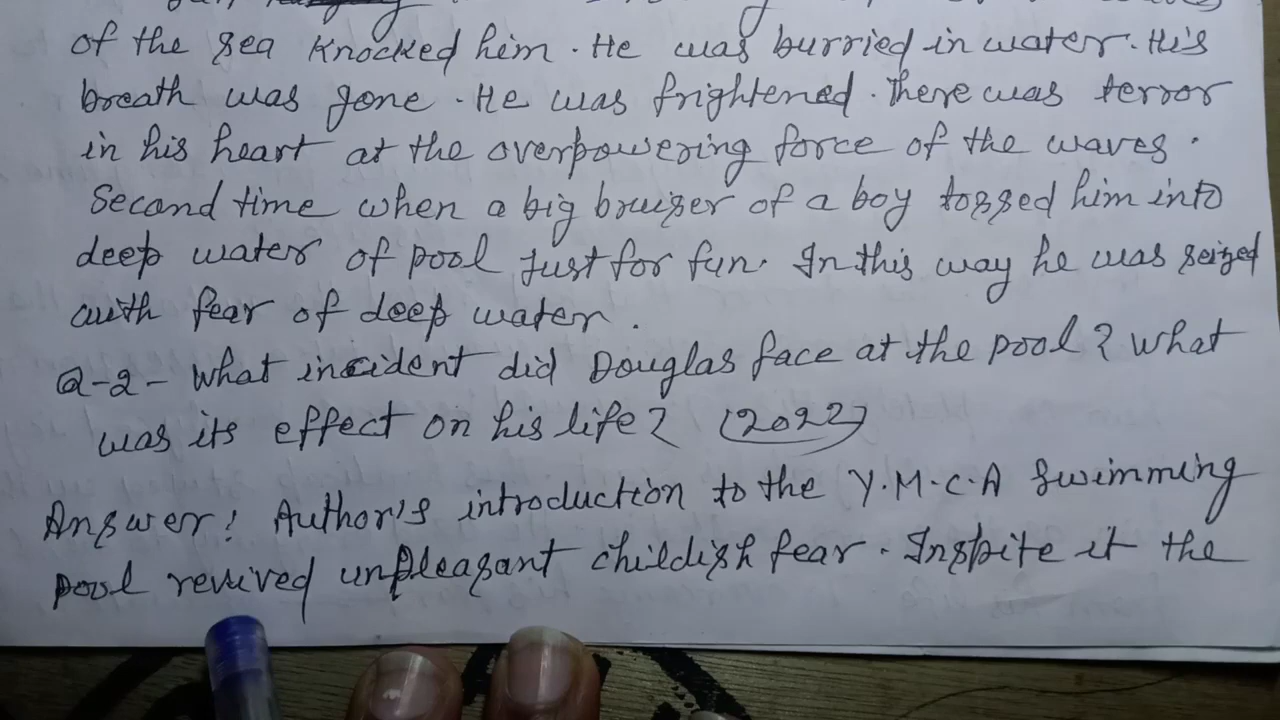 of the sea knocked him. He was burried in water. His
breath was gone. He was frightened. There was terror
in his heart at the overpowering force of the waves.
Second time when a big bruiser of a boy tossed him into
deep water of pool Just for fun. In this way he was seized
with fear of deep water.
Q-2- What incident did Douglas face at the pool? What
was its effect on his life? (2022)
Answer: Author's introduction to the Y.M.C.A Swimming
pool revived unpleasant childish fear. Inspite it the